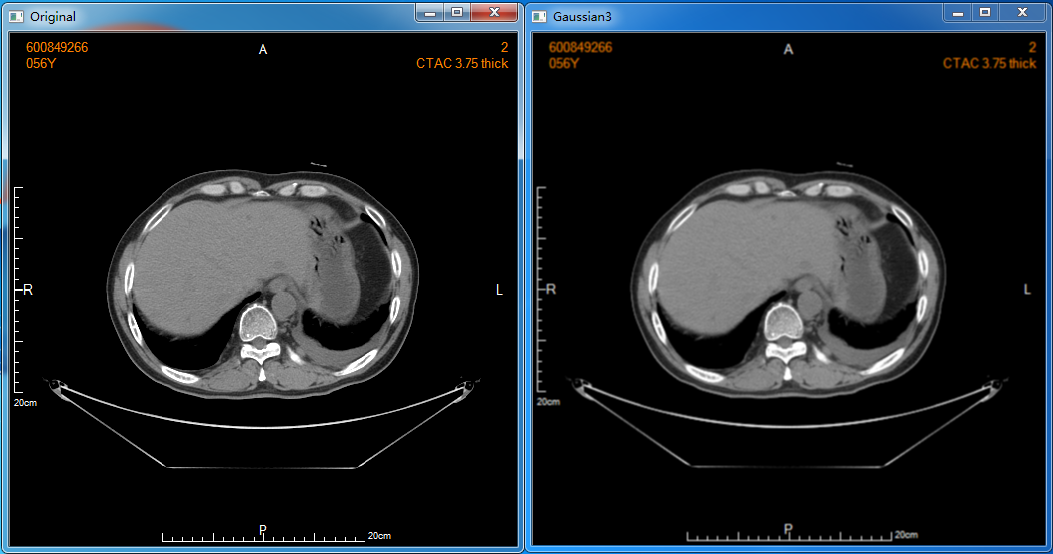 Original
600849266
056Y
A
2
CTAC 3.75 thick
R
L
20cm
P
20cm
Gaussian3
600849266
056Y
A
2
CTAC 3.75 thick
R
L
20cm
P
20cm